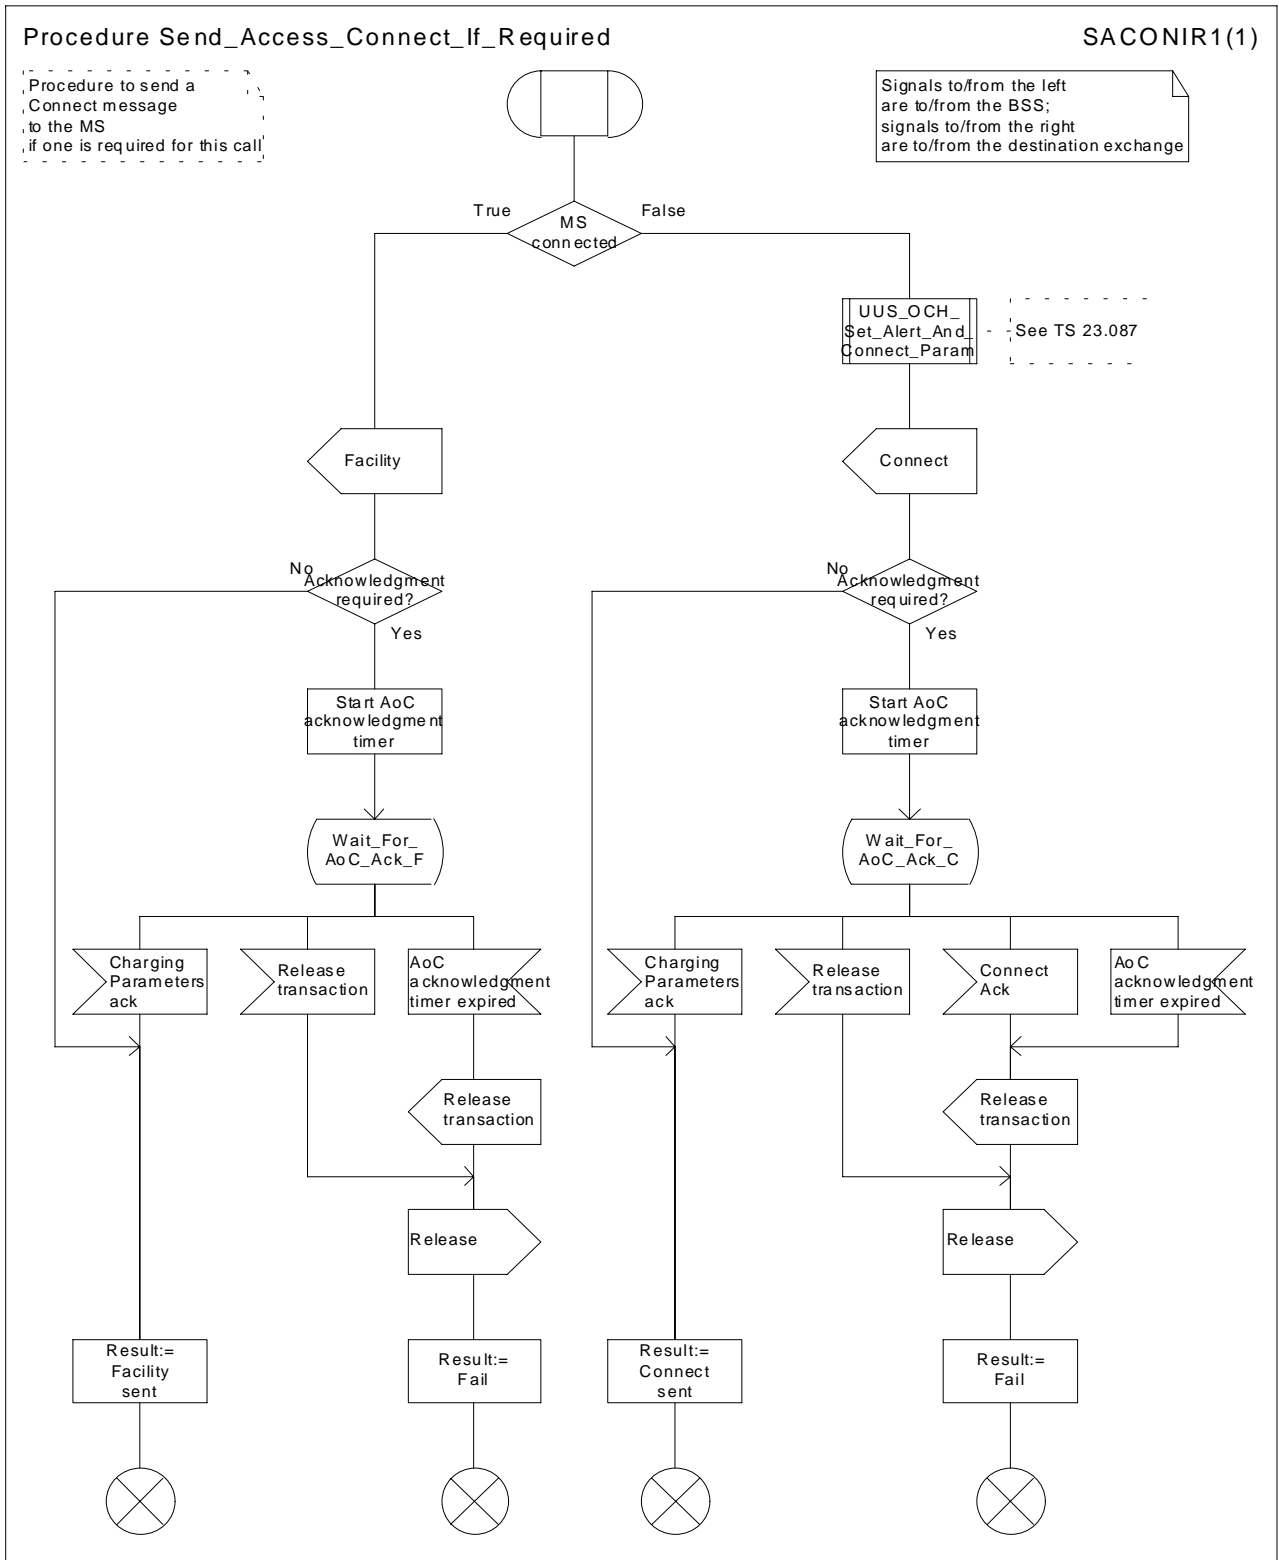 Procedure Send_Access_Connect_If_Required
SACONIR1(1)
Procedure to send a
Connect message
to the MS
if one is required for this call
Signals to/from the left
are to/from the BSS;
signals to/from the right
are to/from the destination exchange
True
MS
connected
False
UUS_OCH_
Set_Alert_And_
Connect_Param
See TS 23.087
Facility
Connect
No
Acknowledgment
required?
Yes
No
Acknowledgment
required?
Yes
Start AoC
acknowledgment
timer
Start AoC
acknowledgment
timer
Wait_For_
AoC_Ack_F
Wait_For_
AoC_Ack_C
Charging
Parameters
ack
Release
transaction
AoC
acknowledgment
timer expired
Charging
Parameters
ack
Release
transaction
Connect
Ack
AoC
acknowledgment
timer expired
Release
transaction
Release
transaction
Release
Release
Result:=
Facility
sent
Result:=
Fail
Result:=
Connect
sent
Result:=
Fail